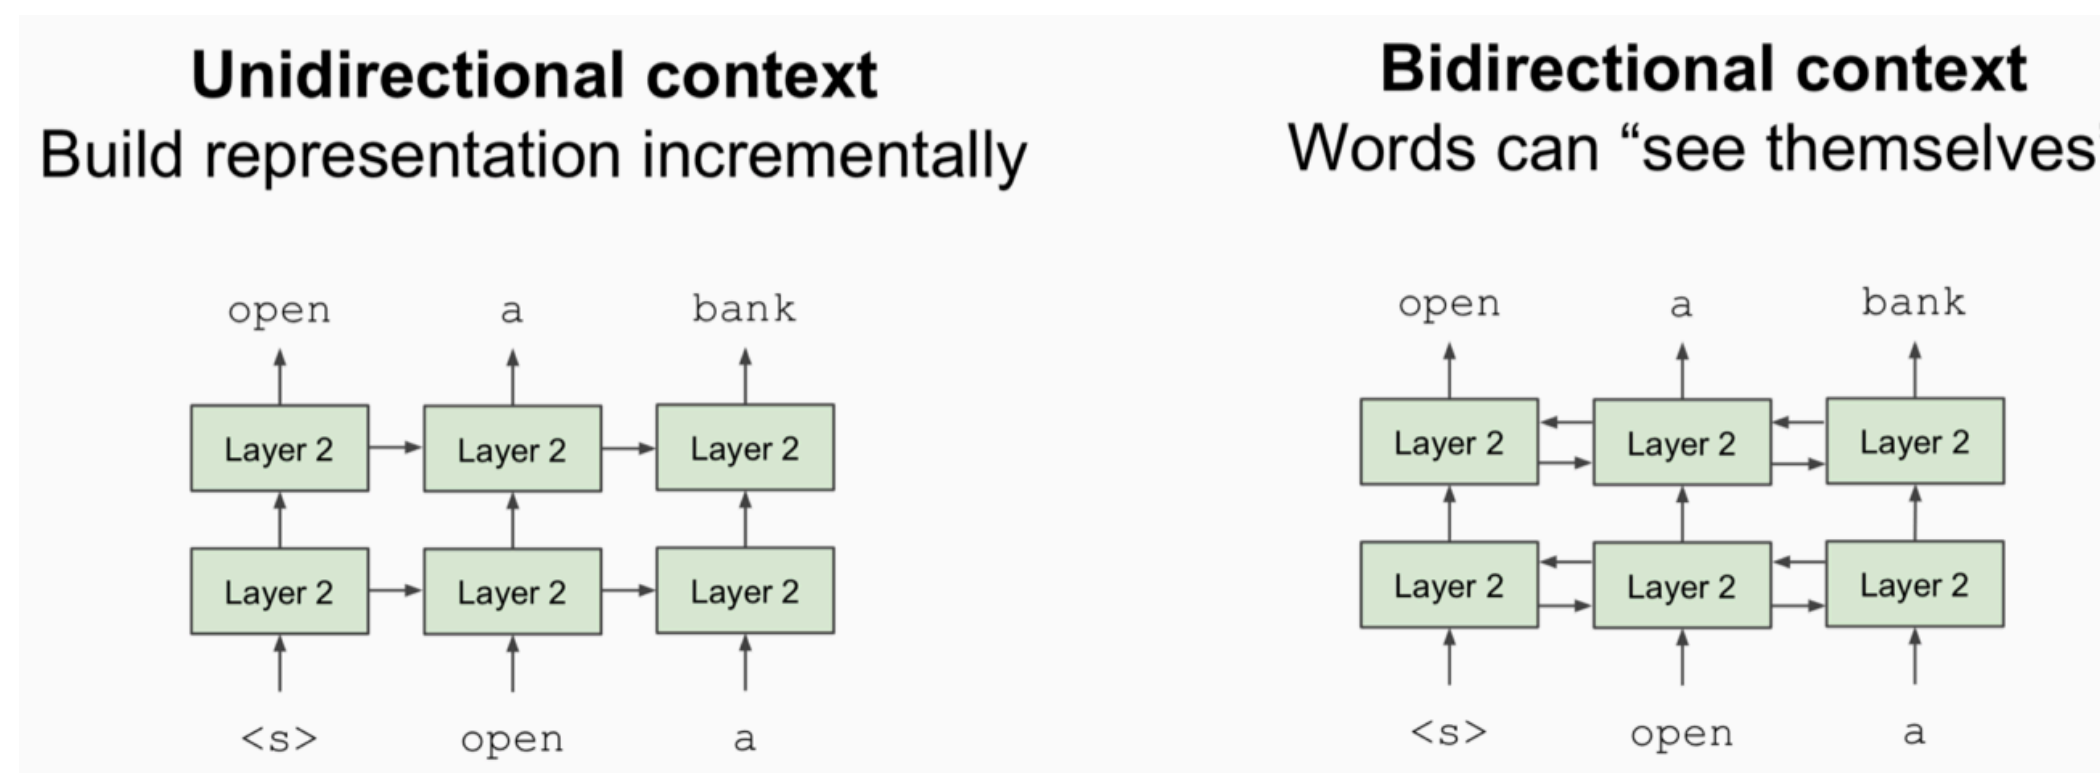 Unidirectional context
Build representation incrementally
open a bank
Layer 2 Layer 2 Layer 2
Layer 2 Layer 2 Layer 2
<s> open a
Bidirectional context
Words can “see themselves
open a bank
Layer 2 Layer 2 Layer 2
Layer 2 Layer 2 Layer 2
<s> open a